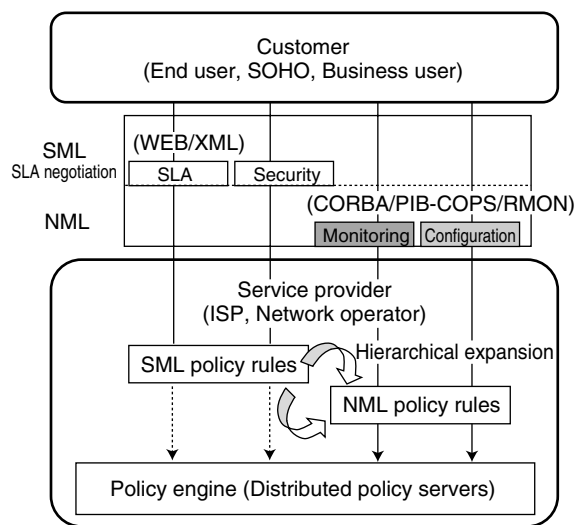 Customer
(End user, SOHO, Business user)
SML
SLA negotiation
(WEB/XML)
SLA
Security
NML
(CORBA/PIB-COPS/RMON)
Monitoring
Configuration
Service provider
(ISP, Network operator)
SML policy rules
Hierarchical expansion
NML policy rules
Policy engine (Distributed policy servers)